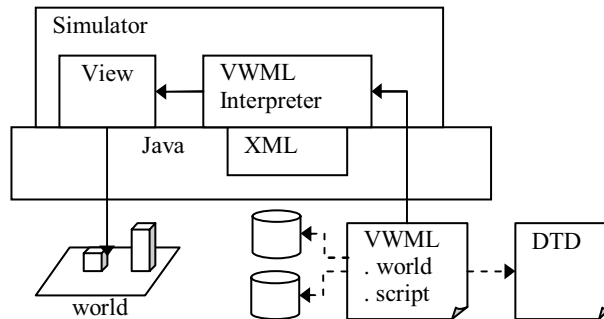 Simulator
View
VWML
Interpreter
Java
XML
world
VWML
. world
. script
DTD